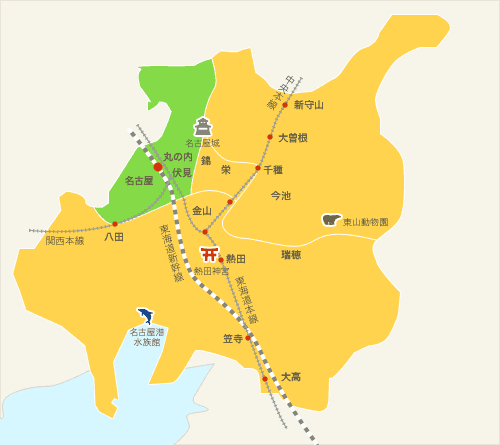 中央本線
新守山
大曽根
名古屋城
丸の内
伏見
錦
栄
千種
名古屋
今池
金山
東山動物園
関西本線
八田
東海道新幹線
熱田
熱田神宮
瑞穂
東海道本線
名古屋港
水族館
笠寺
大高